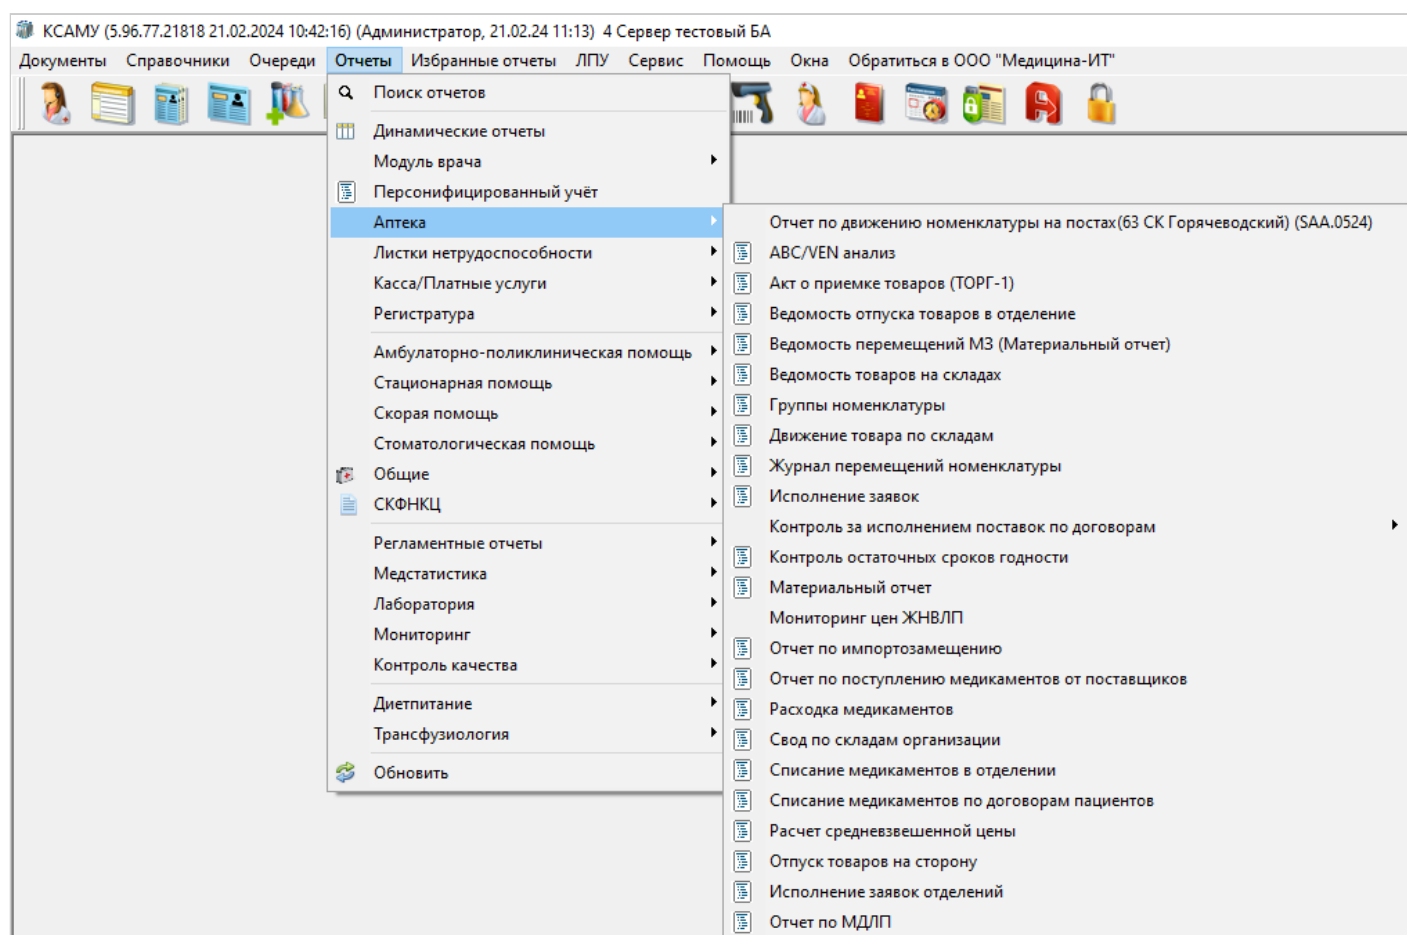 КСАМУ (5.96.77.21818 21.02.2024 10:42:16) (Администратор, 21.02.24 11:13) 4 Сервер тестовый БА
Документы Справочники Очереди Отчеты Избранные отчеты ЛПУ Сервис Помощь Окна Обратиться в ООО "Медицина-ИТ"
Поиск отчетов
Динамические отчеты
Модуль врача
Персонифицированный учёт
Аптека
Листки нетрудоспособности
Касса/Платные услуги
Регистратура
Амбулаторно-поликлиническая помощь
Стационарная помощь
Скорая помощь
Стоматологическая помощь
Общие
СКФНКЦ
Регламентные отчеты
Медстатистика
Лаборатория
Мониторинг
Контроль качества
Диетпитание
Трансфузиология
Обновить
Отчет по движению номенклатуры на постах(63 СК Горячеводский) (SAA.0524)
ABC/VEN анализ
Акт о приемке товаров (ТОРГ-1)
Ведомость отпуска товаров в отделение
Ведомость перемещений МЗ (Материальный отчет)
Ведомость товаров на складах
Группы номенклатуры
Движение товара по складам
Журнал перемещений номенклатуры
Исполнение заявок
Контроль за исполнением поставок по договорам
Контроль остаточных сроков годности
Материальный отчет
Мониторинг цен ЖНВЛП
Отчет по импортозамещению
Отчет по поступлению медикаментов от поставщиков
Расходка медикаментов
Свод по складам организации
Списание медикаментов в отделении
Списание медикаментов по договорам пациентов
Расчет средневзвешенной цены
Отпуск товаров на сторону
Исполнение заявок отделений
Отчет по МДЛП